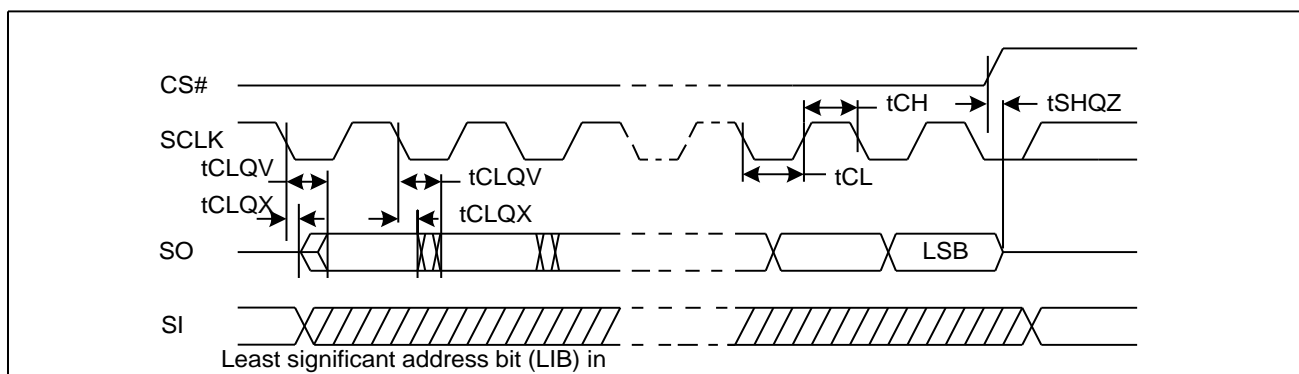 CS#
tCH
tSHQZ
SCLK
tCLQV
tCLQV
tCL
tCLQX
tCLQX
SO
LSB
SI
Least significant address bit (LIB) in